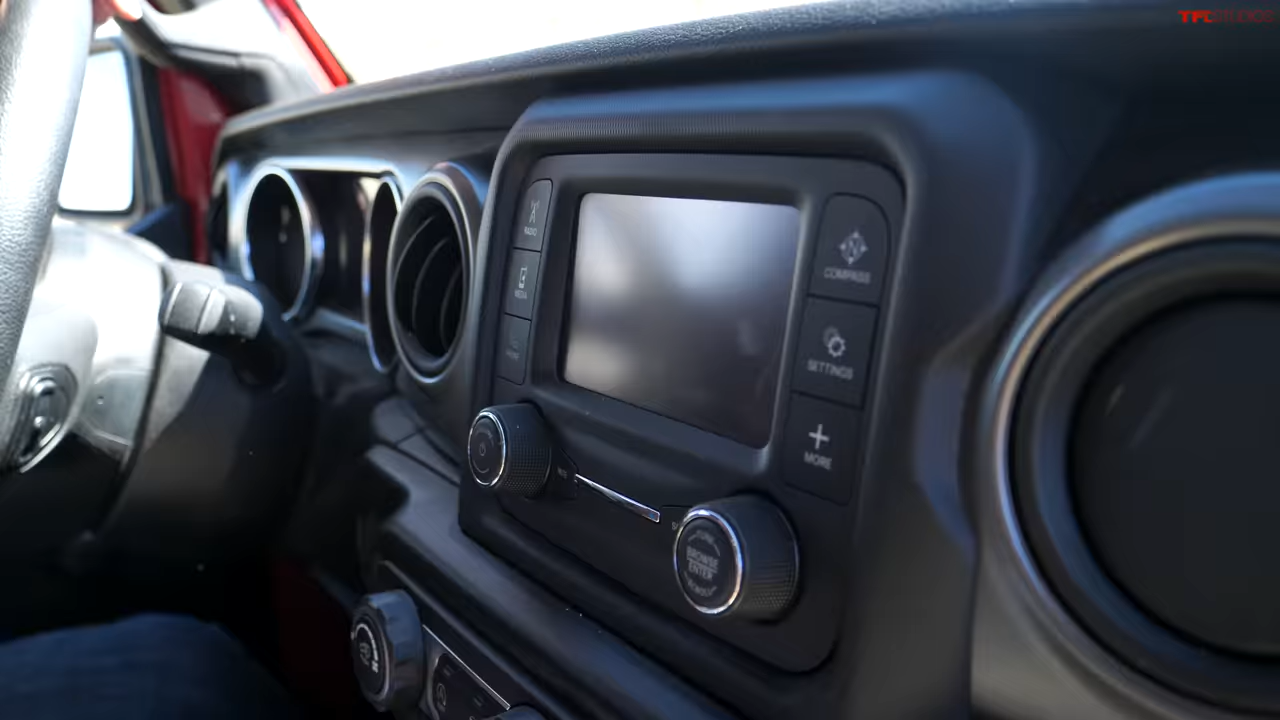 TFLSTUDIOS
RADIO
MEDIA
COMPASS
SETTINGS
MORE
BROWSE
ENTER